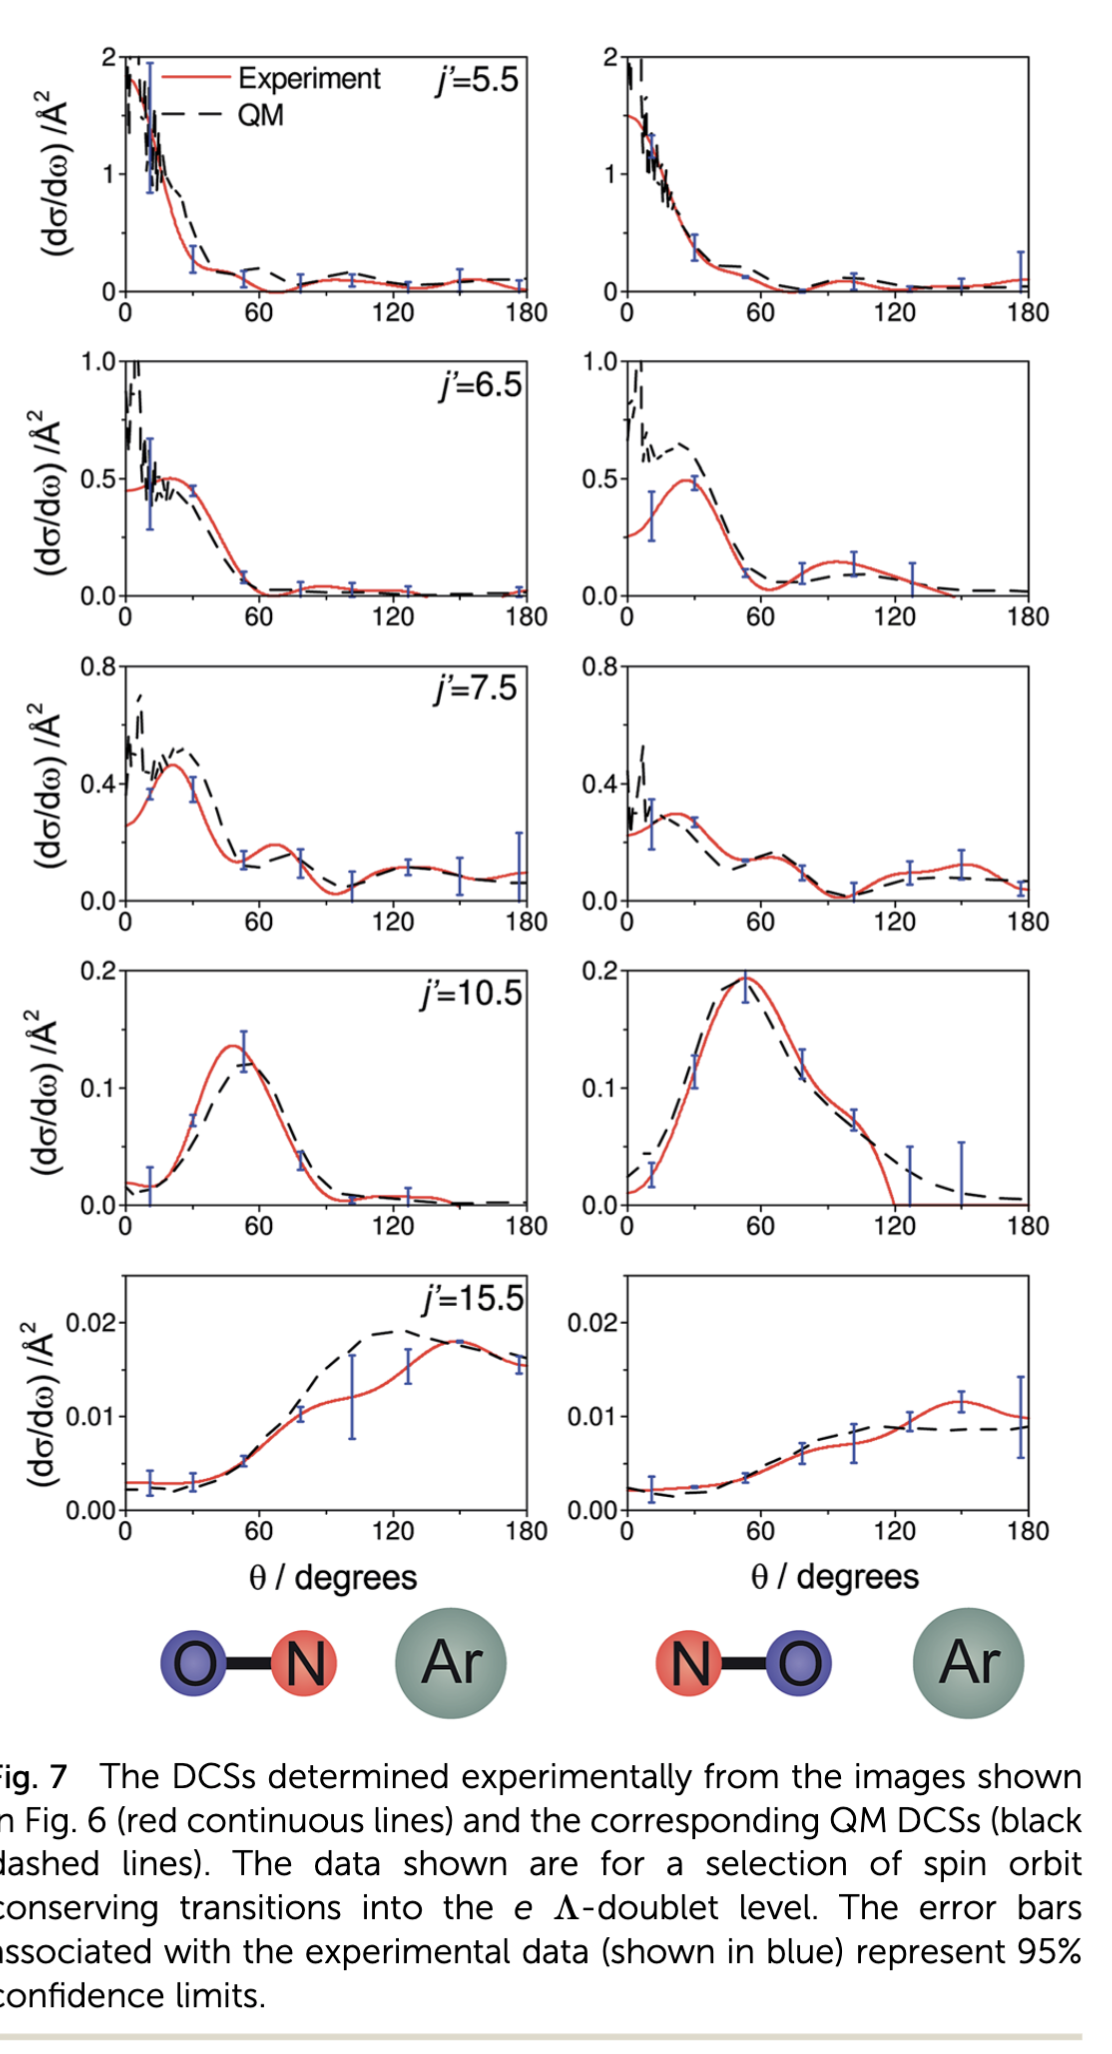 2
1
0
(dσ/dω) /Å²
Experiment
QM
j'=5.5
0 60 120 180
2
1
0
0 60 120 180
1.0
0.5
0.0
(dσ/dω) /Å²
j'=6.5
0 60 120 180
1.0
0.5
0.0
0 60 120 180
0.8
0.4
0.0
(dσ/dω) /Å²
j'=7.5
0 60 120 180
0.8
0.4
0.0
0 60 120 180
0.2
0.1
0.0
(dσ/dω) /Å²
j'=10.5
0 60 120 180
0.2
0.1
0.0
0 60 120 180
0.02
0.01
0.00
(dσ/dω) /Å²
j'=15.5
0 60 120 180
θ / degrees
0.02
0.01
0.00
0 60 120 180
θ / degrees
O N Ar
N O Ar
Fig. 7 The DCSs determined experimentally from the images shown
in Fig. 6 (red continuous lines) and the corresponding QM DCSs (black
dashed lines). The data shown are for a selection of spin orbit
conserving transitions into the e Λ-doublet level. The error bars
associated with the experimental data (shown in blue) represent 95%
confidence limits.